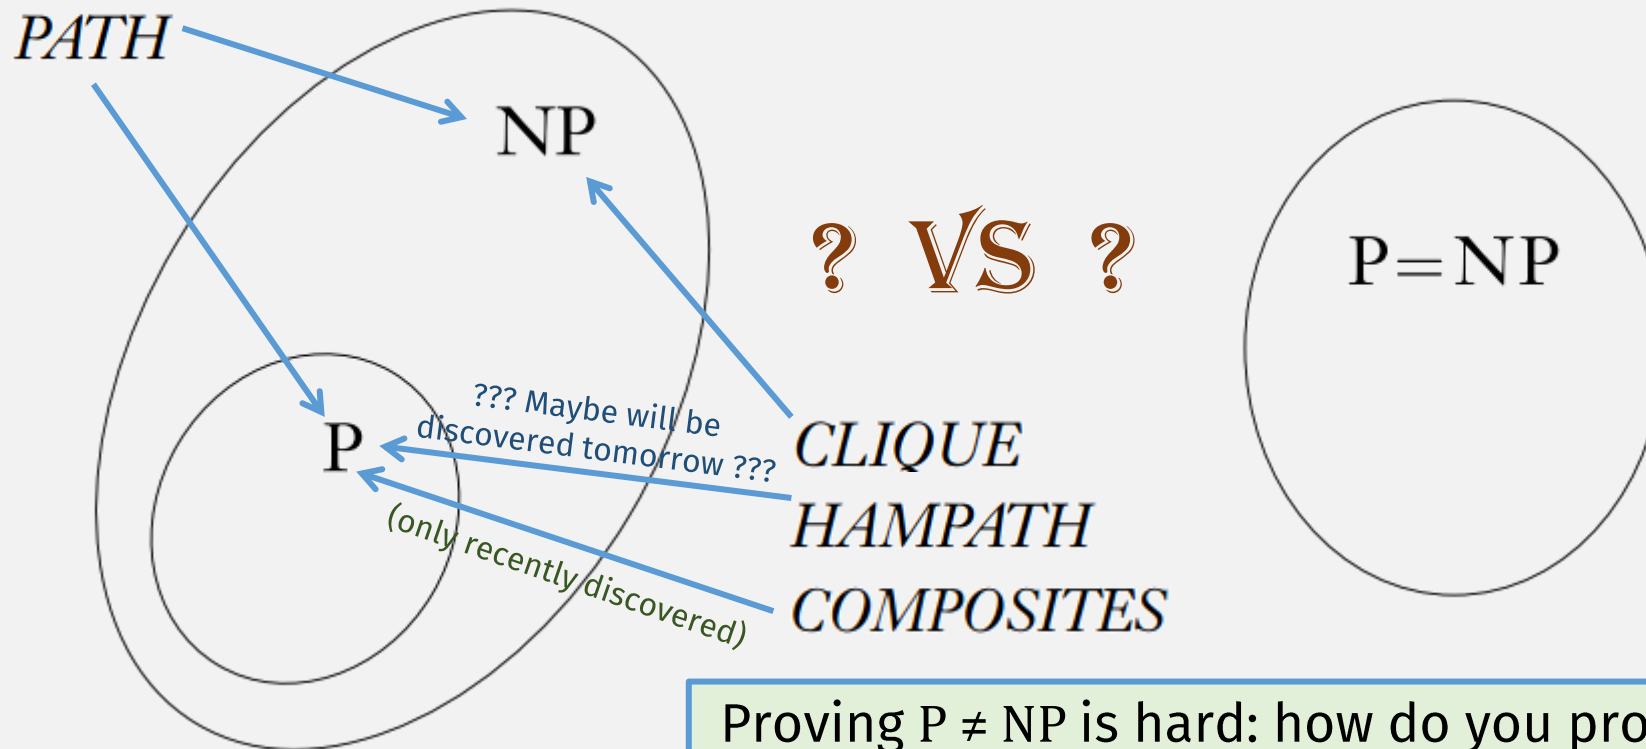 PATH
NP
? VS ?
P=NP
??? Maybe will be
discovered tomorrow ???
P
(only recently discovered)
CLIQUE
HAMPATH
COMPOSITES
Proving P ≠ NP is hard: how do you pro